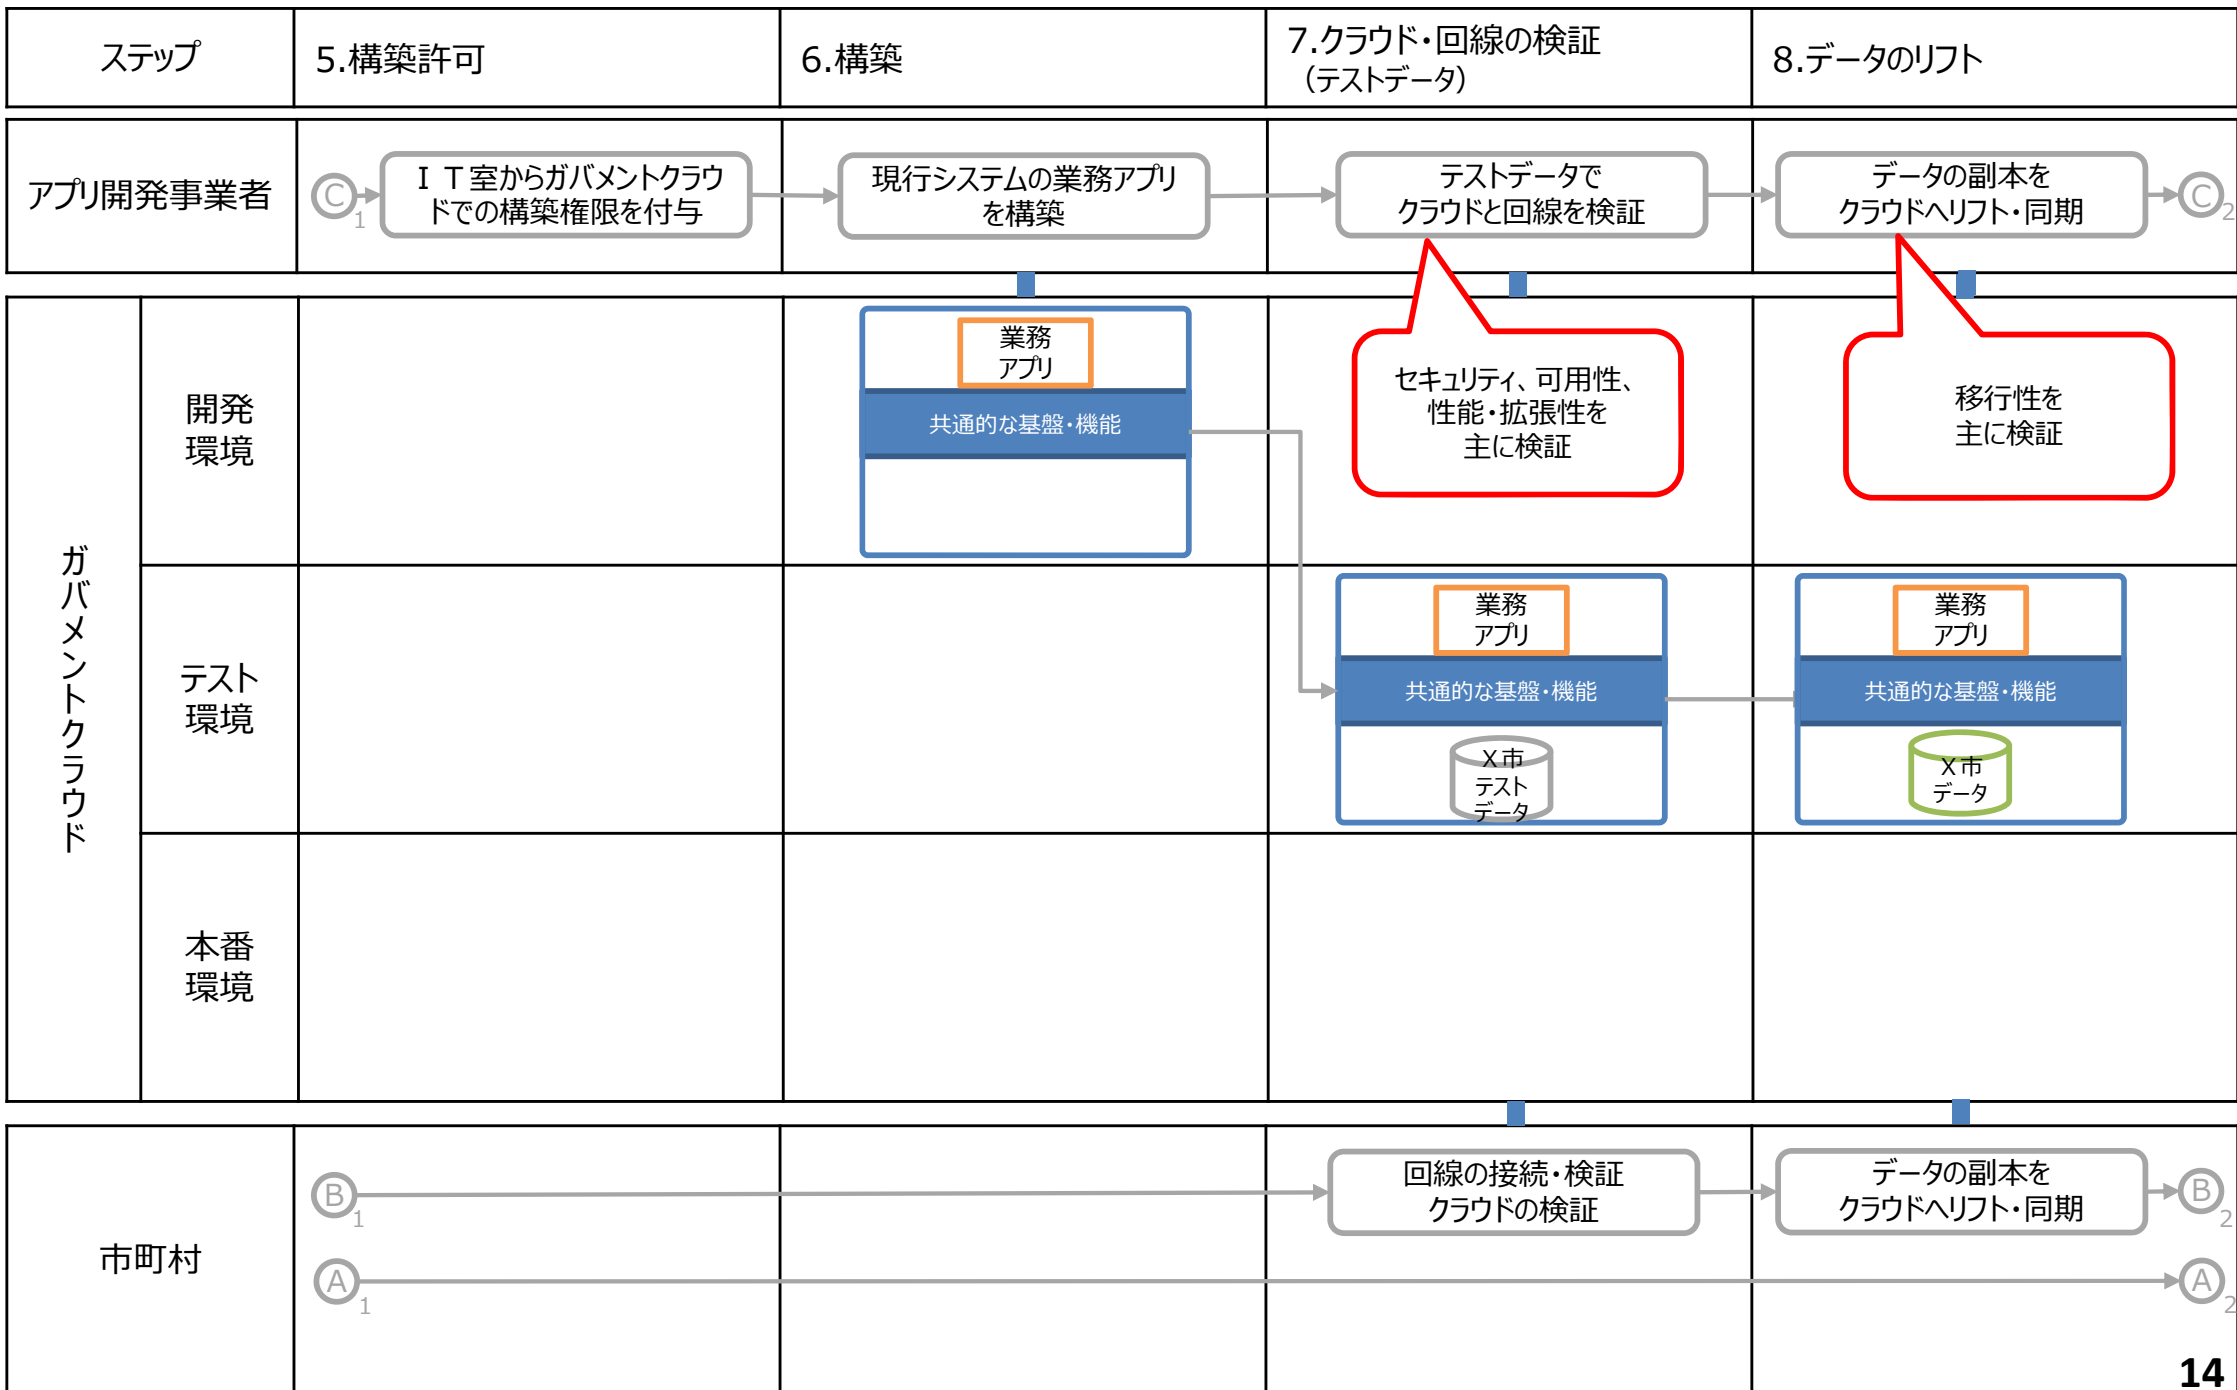 ステップ
5.構築許可
6.構築
7.クラウド・回線の検証
（テストデータ）
8.データのリフト
アプリ開発事業者
C
1
ＩＴ室からガバメントクラウ
ドでの構築権限を付与
現行システムの業務アプリ
を構築
テストデータで
クラウドと回線を検証
データの副本を
クラウドへリフト・同期
C
2
ガバメントクラウド
開発
環境
業務
アプリ
共通的な基盤・機能
セキュリティ、可用性、
性能・拡張性を
主に検証
移行性を
主に検証
テスト
環境
業務
アプリ
共通的な基盤・機能
Ｘ市
テスト
データ
業務
アプリ
共通的な基盤・機能
Ｘ市
データ
本番
環境
市町村
B
1
回線の接続・検証
クラウドの検証
データの副本を
クラウドへリフト・同期
B
2
A
1
A
2
14